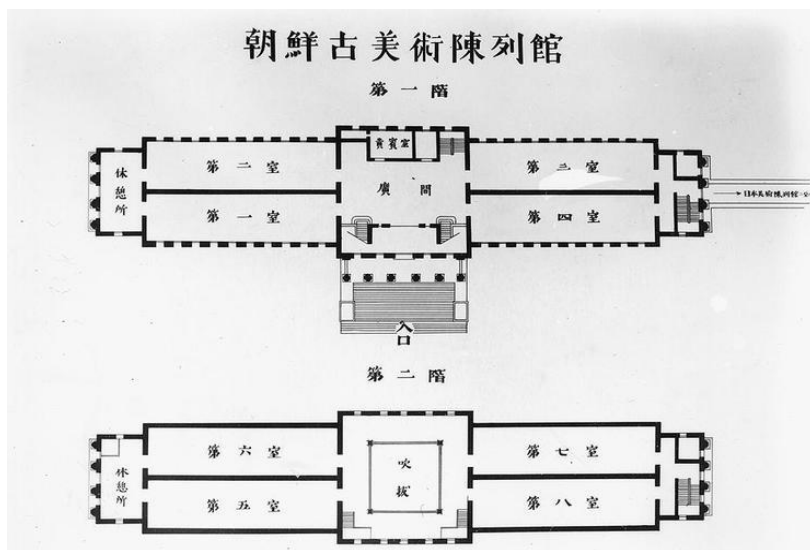 朝鮮古美術陳列館
第一階
貴賓室
休憩所
第二室
第三室
廣間
第一室
第四室
入口
第二階
第六室
第七室
吹抜
休憩所
第五室
第八室